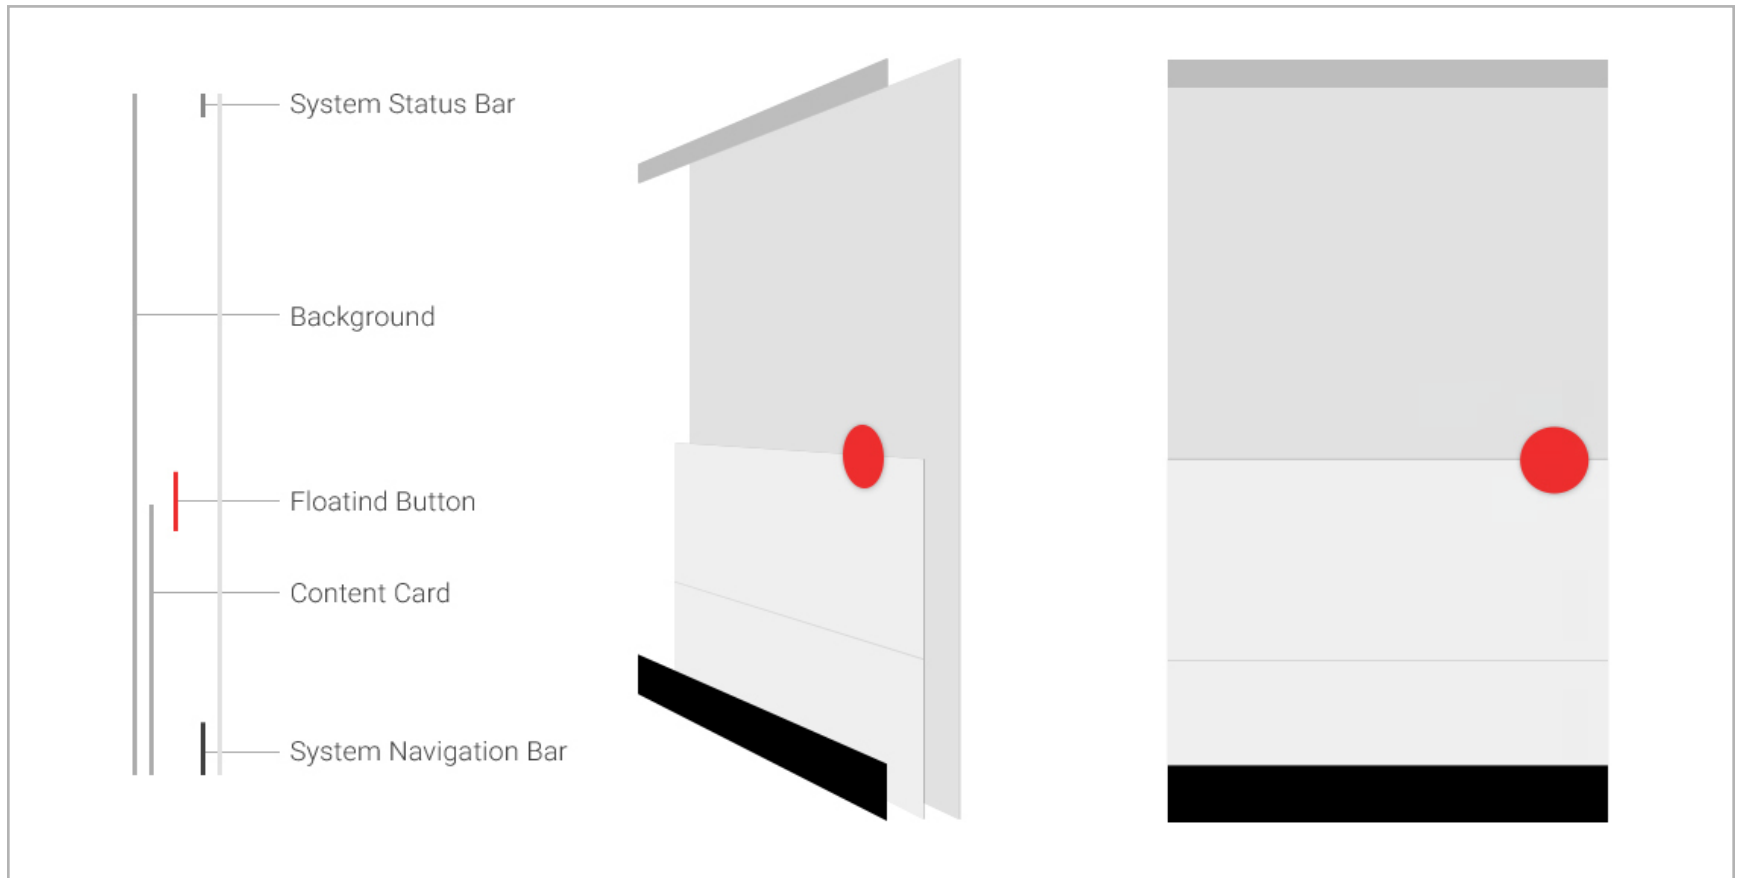 System Status Bar
Background
Floatind Button
Content Card
System Navigation Bar